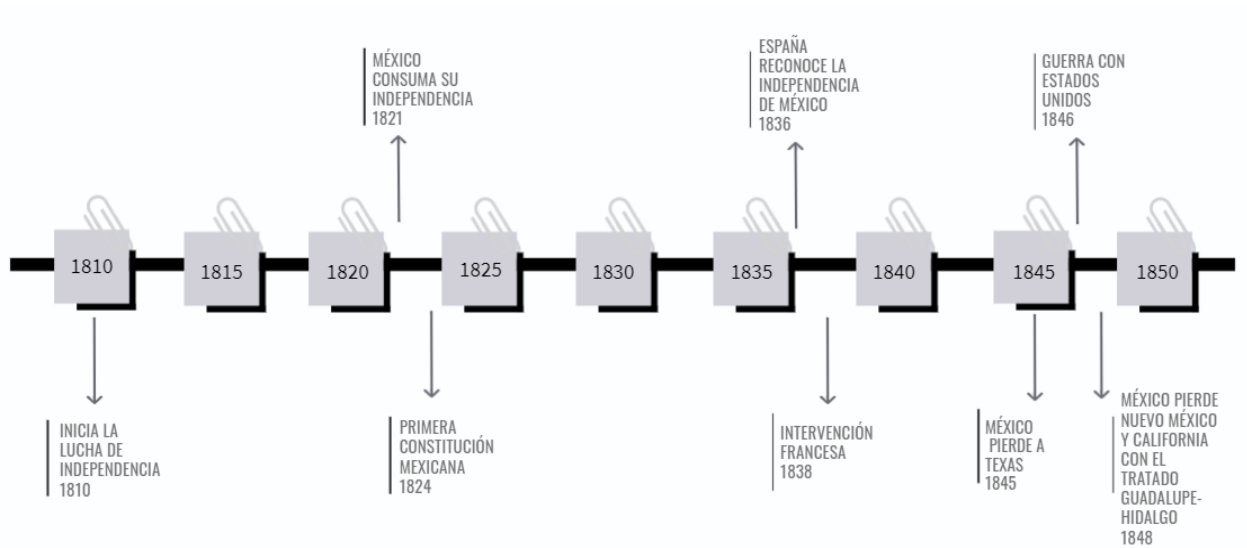 MÉXICO
CONSUMA SU
INDEPENDENCIA
1821
ESPAÑA
RECONOCE LA
INDEPENDENCIA
DE MÉXICO
1836
GUERRA CON
ESTADOS
UNIDOS
1846
1810
1815
1820
1825
1830
1835
1840
1845
1850
INICIA LA
LUCHA DE
INDEPENDENCIA
1810
PRIMERA
CONSTITUCIÓN
MEXICANA
1824
INTERVENCIÓN
FRANCESA
1838
MÉXICO
PIERDE A
TEXAS
1845
MÉXICO PIERDE
NUEVO MÉXICO
Y CALIFORNIA
CON EL
TRATADO
GUADALUPE-
HIDALGO
1848